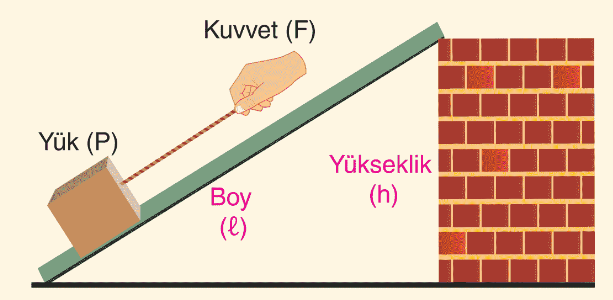 Kuvvet (F)
Yük (P)
Yükseklik
(h)
Boy
(ℓ)